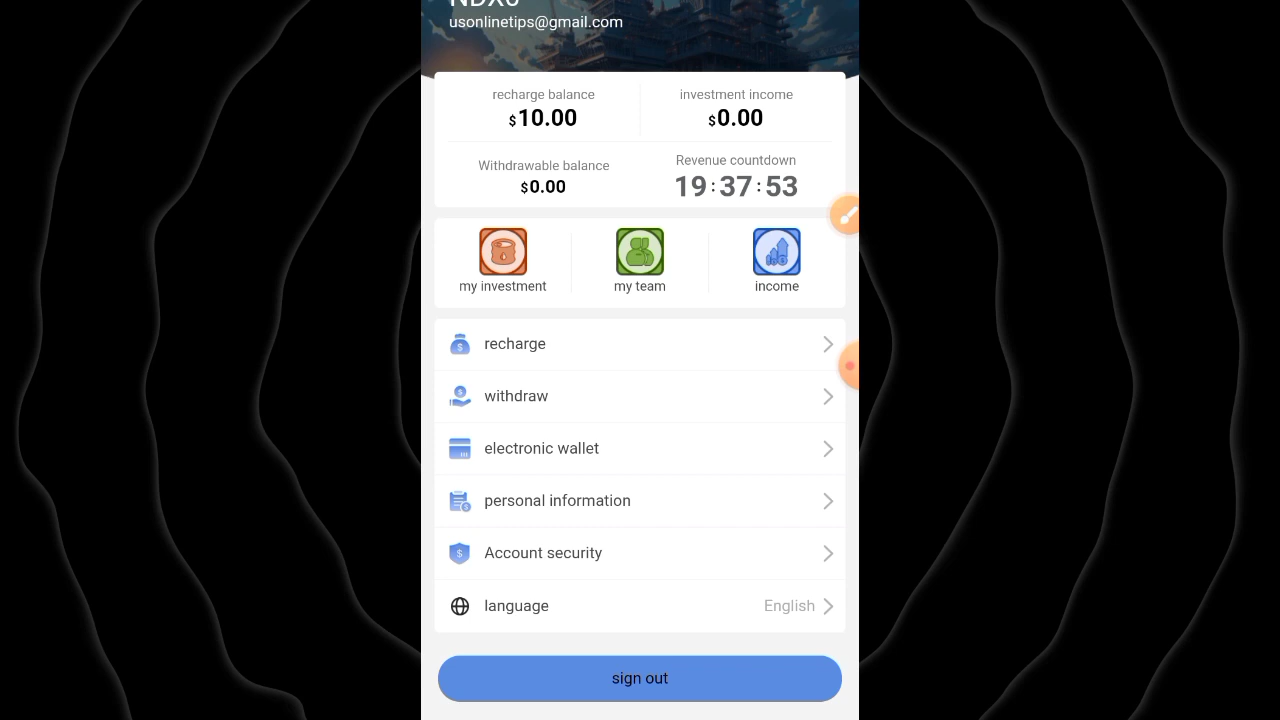 usonlinetips@gmail.com
recharge balance
$10.00
investment income
$0.00
Withdrawable balance
$0.00
Revenue countdown
19:37:53
my investment
my team
income
recharge
withdraw
electronic wallet
personal information
Account security
language English
sign out